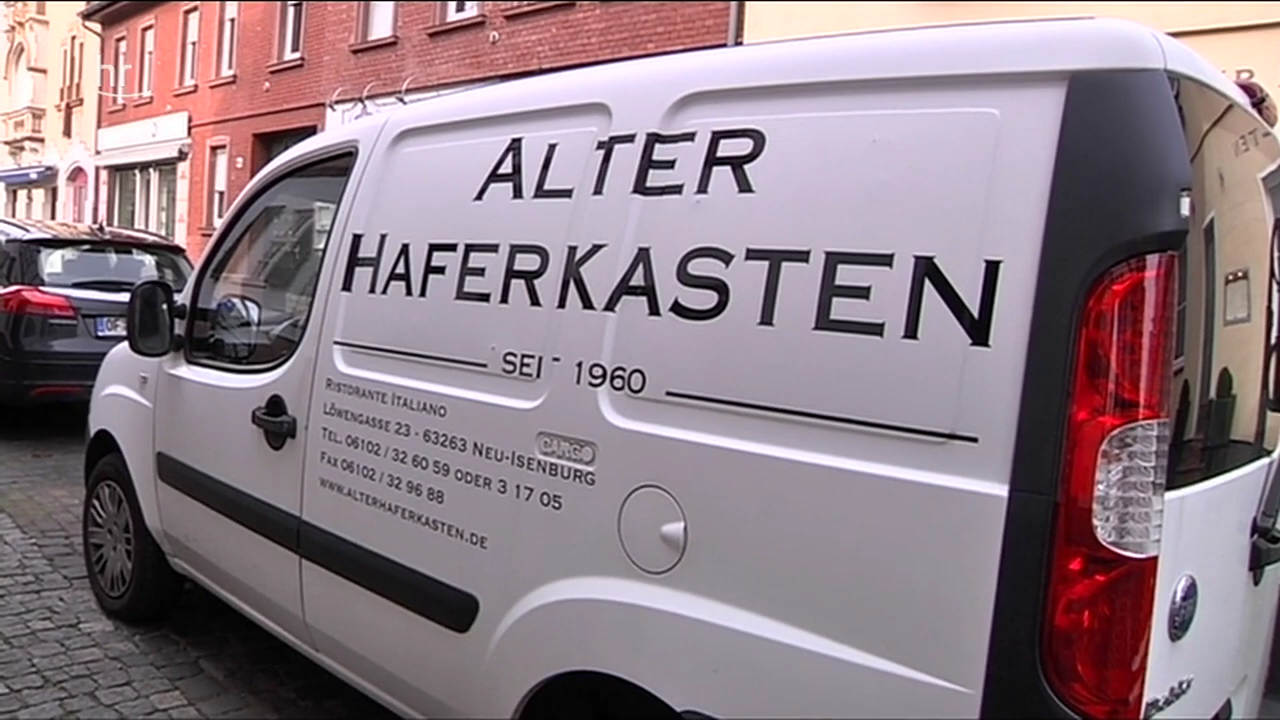 hr
ALTER
HAFERKASTEN
SEIT 1960
RISTORANTE ITALIANO
LÖWENGASSE 23 - 63263 NEU-ISENBURG
TEL. 06102 / 32 60 59 ODER 3 17 05
FAX 06102 / 32 96 88
WWW.ALTERHAFERKASTEN.DE
CARGO